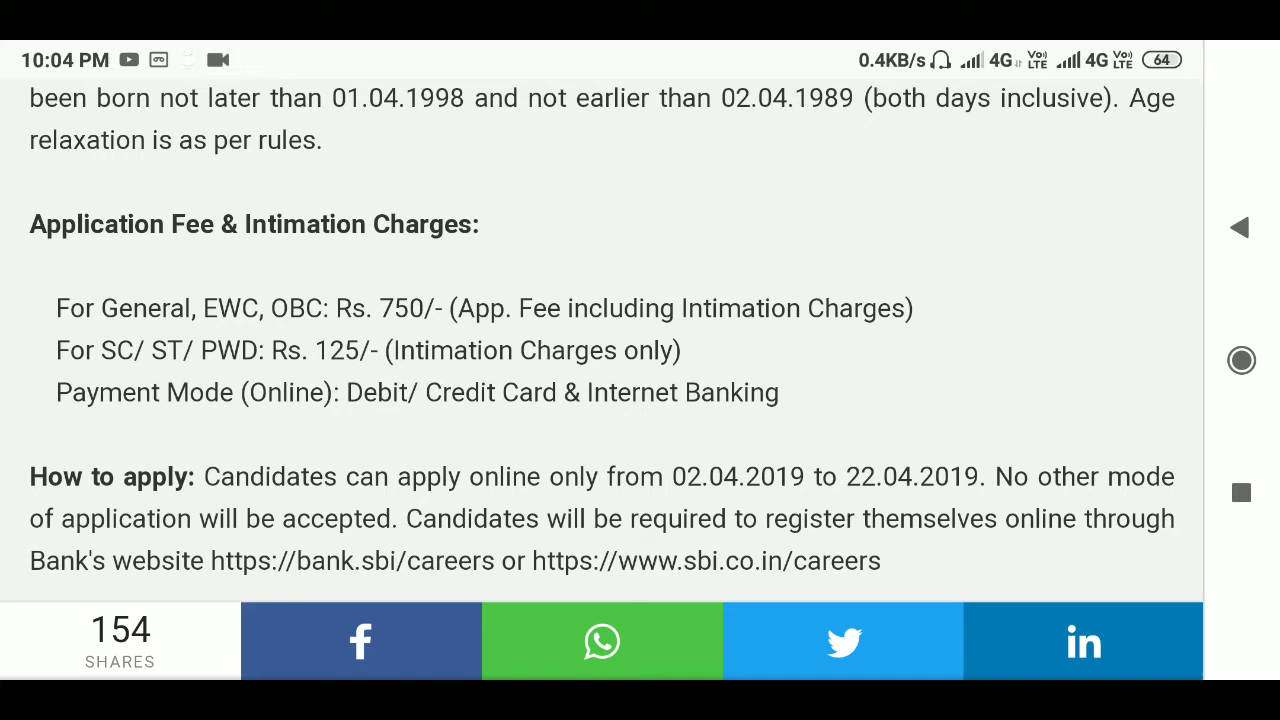 10:04 PM
0.4KB/s 4G Vo)) LTE 4G Vo)) LTE 64
been born not later than 01.04.1998 and not earlier than 02.04.1989 (both days inclusive). Age
relaxation is as per rules.
Application Fee & Intimation Charges:
For General, EWC, OBC: Rs. 750/- (App. Fee including Intimation Charges)
For SC/ ST/ PWD: Rs. 125/- (Intimation Charges only)
Payment Mode (Online): Debit/ Credit Card & Internet Banking
How to apply: Candidates can apply online only from 02.04.2019 to 22.04.2019. No other mode
of application will be accepted. Candidates will be required to register themselves online through
Bank's website https://bank.sbi/careers or https://www.sbi.co.in/careers
154
SHARES